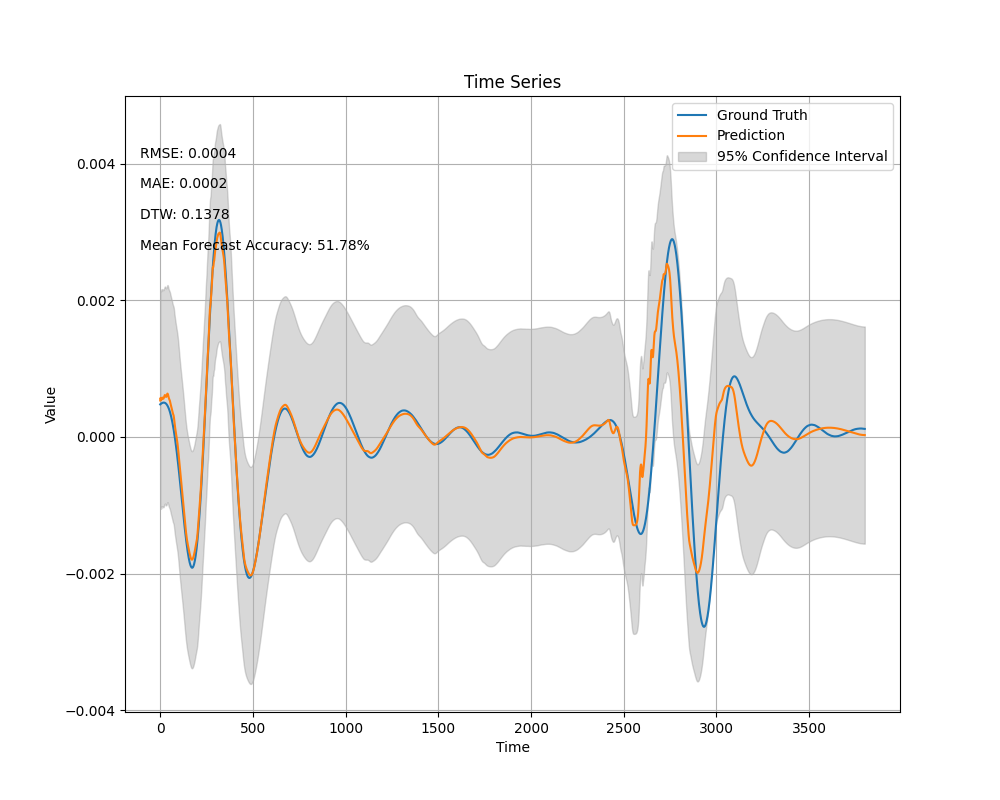 Time Series
Ground Truth
Prediction
95% Confidence Interval
RMSE: 0.0004
MAE: 0.0002
DTW: 0.1378
Mean Forecast Accuracy: 51.78%
0.004
0.002
0.000
−0.002
−0.004
Value
0 500 1000 1500 2000 2500 3000 3500
Time